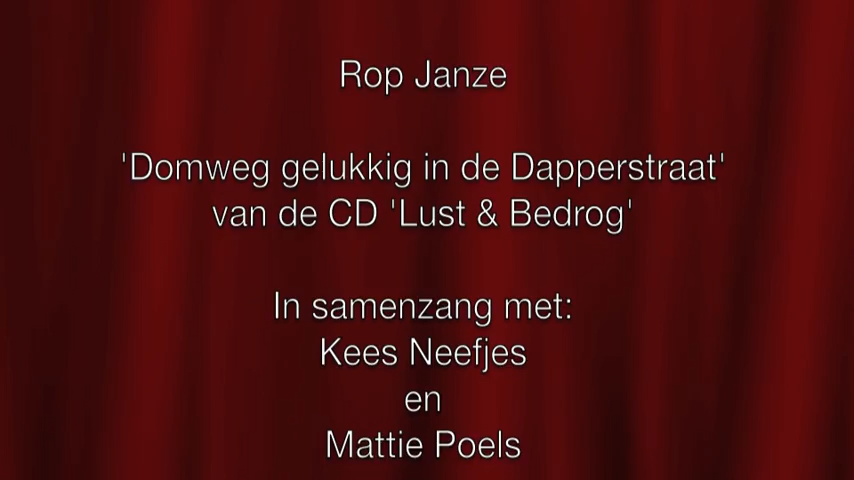 Rop Janze
'Domweg gelukkig in de Dapperstraat'
van de CD 'Lust & Bedrog'
In samenzang met:
Kees Neefjes
en
Mattie Poels